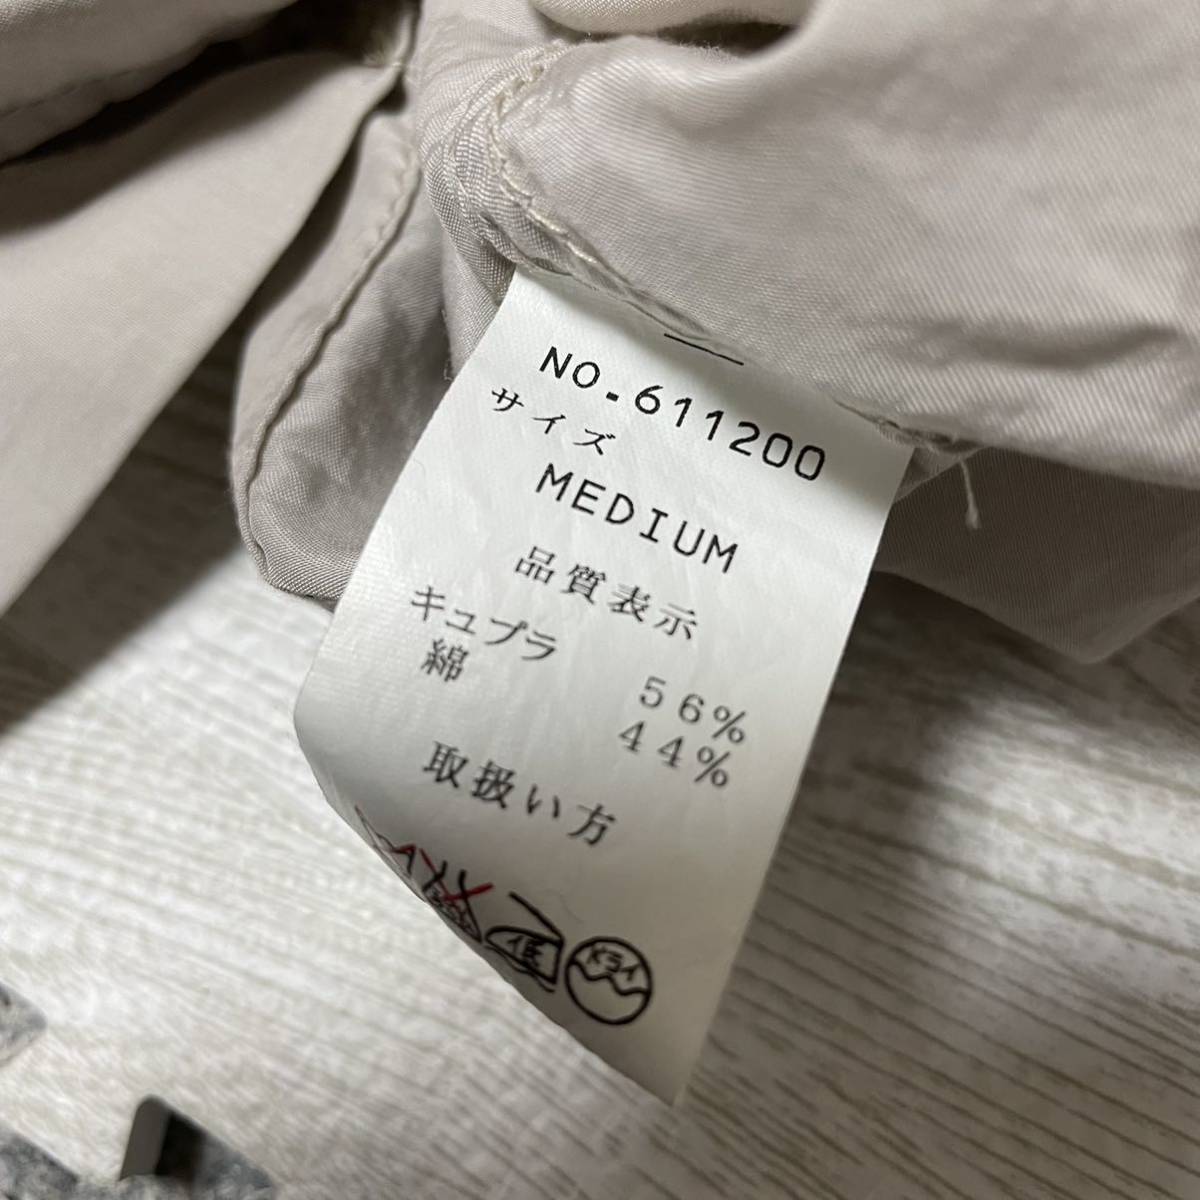 NO.611200
サイズ
MEDIUM
品質表示
キュプラ 56%
綿 44%
取扱い方
低 ドライ